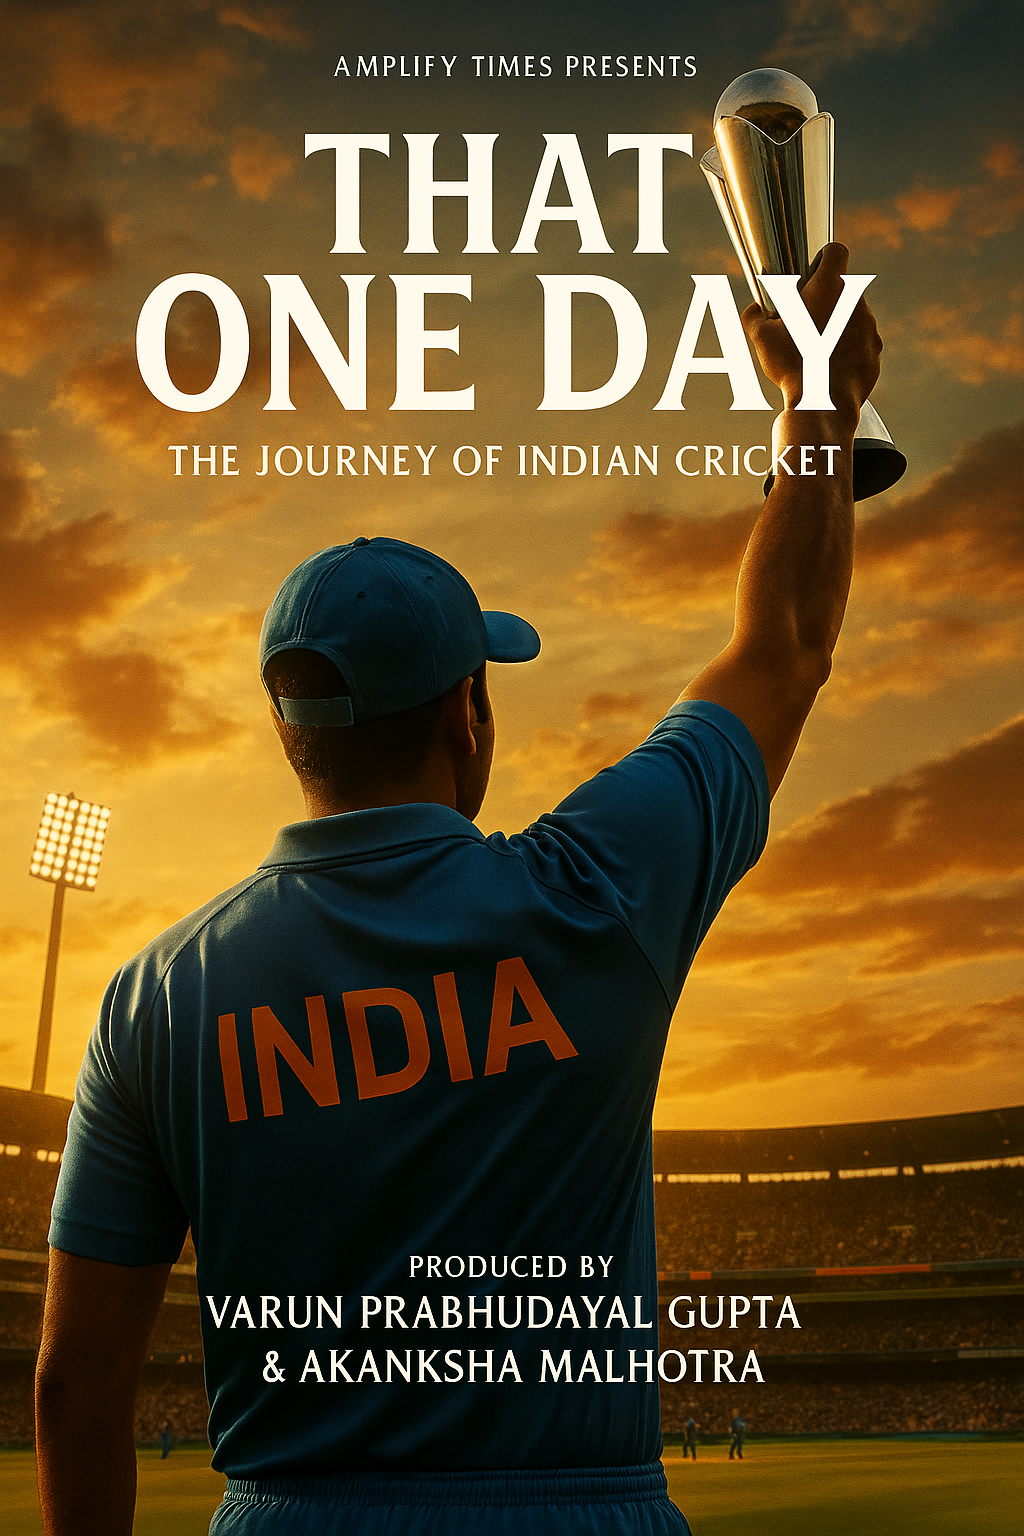 AMPLIFY TIMES PRESENTS
THAT
ONE DAY
THE JOURNEY OF INDIAN CRICKET
INDIA
PRODUCED BY
VARUN PRABHUDAYAL GUPTA
& AKANKSHA MALHOTRA